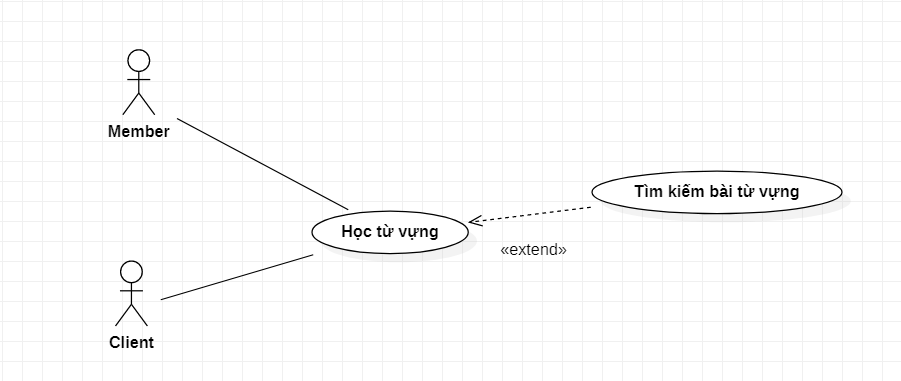 Member
Tìm kiếm bài từ vựng
Học từ vựng
«extend»
Client